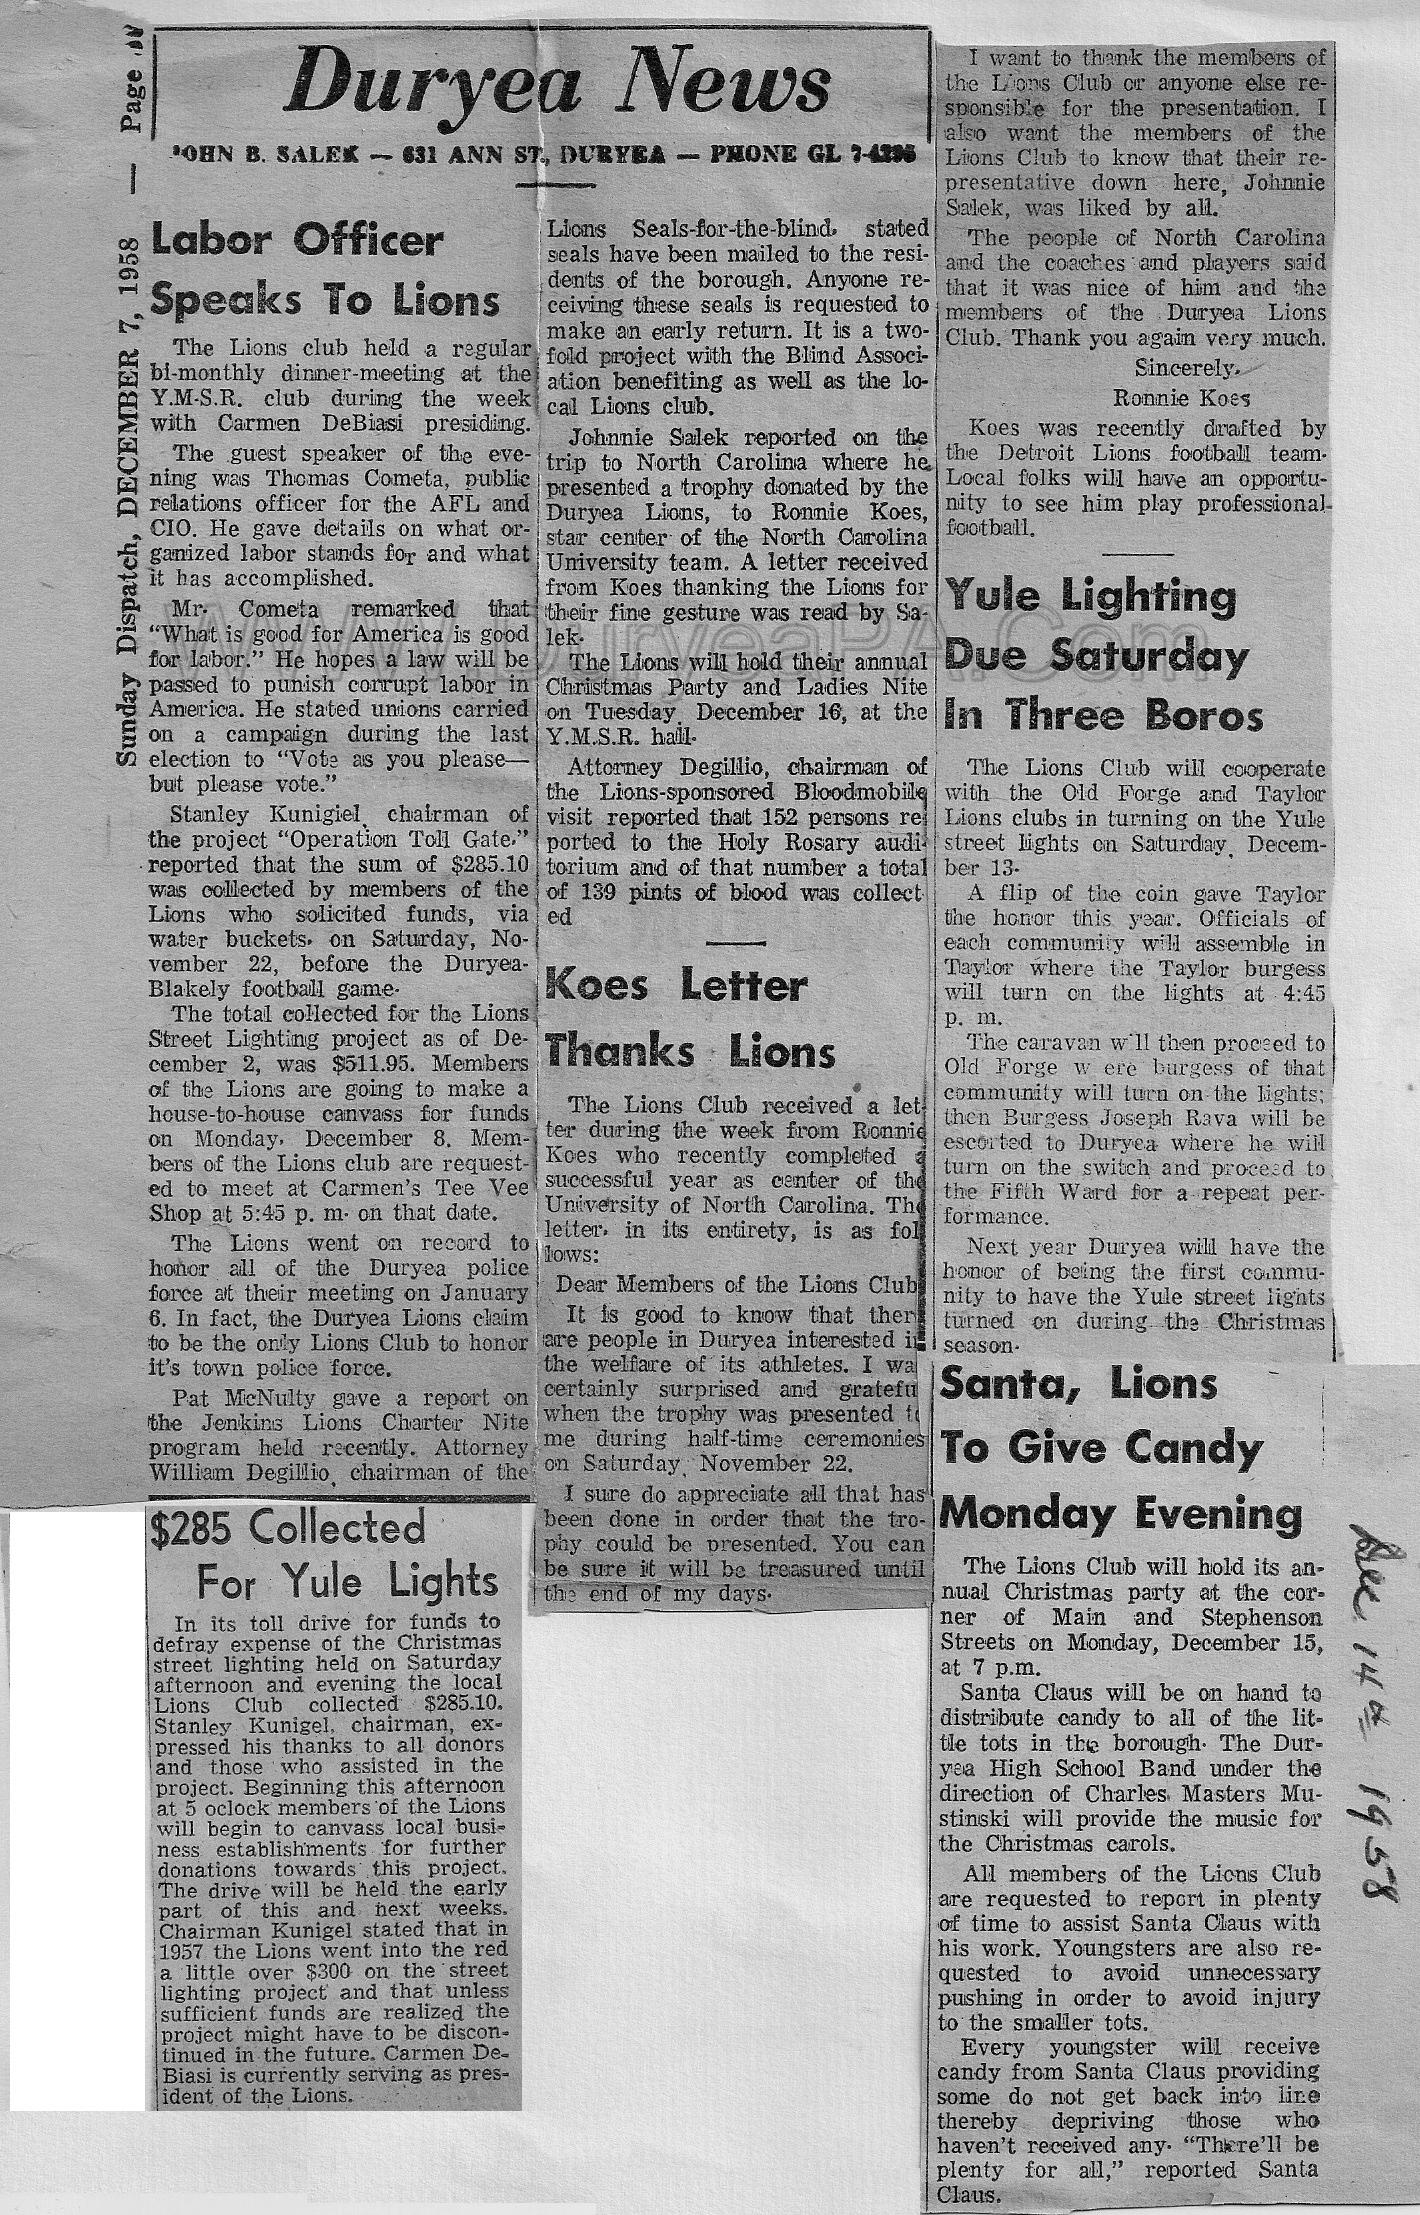 Sunday Dispatch, DECEMBER 7, 1958 — Page
Duryea News
JOHN B. SALEK — 631 ANN ST., DURYEA — PHONE GL
Labor Officer
Speaks To Lions
The Lions club held a regular
bi-monthly dinner-meeting at the
Y.M.S.R. club during the week
with Carmen DeBiasi presiding.
The guest speaker of the eve-
ning was Thomas Cometa, public
relations officer for the AFL and
CIO. He gave details on what or-
ganized labor stands for and what
it has accomplished.
Mr. Cometa remarked that
“What is good for America is good
for labor.” He hopes a law will be
passed to punish corrupt labor in
America. He stated unions carried
on a campaign during the last
election to “Vote as you please—
but please vote.”
Stanley Kunigiel, chairman of
the project “Operation Toll Gate,”
reported that the sum of $285.10
was collected by members of the
Lions who solicited funds, via
water buckets, on Saturday, No-
vember 22, before the Duryea-
Blakely football game.
The total collected for the Lions
Street Lighting project as of De-
cember 2, was $511.95. Members
of the Lions are going to make a
house-to-house canvass for funds
on Monday, December 8. Mem-
bers of the Lions club are request-
ed to meet at Carmen's Tee Vee
Shop at 5:45 p. m. on that date.
The Lions went on record to
honor all of the Duryea police
force at their meeting on January
6. In fact, the Duryea Lions claim
to be the only Lions Club to honor
it's town police force.
Pat McNulty gave a report on
the Jenkins Lions Charter Nite
program held recently. Attorney
William Degillio, chairman of the
Lions Seals-for-the-blind, stated
seals have been mailed to the resi-
dents of the borough. Anyone re-
ceiving these seals is requested to
make an early return. It is a two-
fold project with the Blind Associ-
ation benefiting as well as the lo-
cal Lions club.
Johnnie Salek reported on the
trip to North Carolina where he
presented a trophy donated by the
Duryea Lions, to Ronnie Koes,
star center of the North Carolina
University team. A letter received
from Koes thanking the Lions for
their fine gesture was read by Sa-
lek.
The Lions will hold their annual
Christmas Party and Ladies Nite
on Tuesday, December 16, at the
Y.M.S.R. hall.
Attorney Degillio, chairman of
the Lions-sponsored Bloodmobile
visit reported that 152 persons re
ported to the Holy Rosary audi-
torium and of that number a total
of 139 pints of blood was collect
ed
Koes Letter
Thanks Lions
The Lions Club received a let-
ter during the week from Ronnie
Koes who recently completed a
successful year as center of the
University of North Carolina. The
letter, in its entirety, is as fol
lows:
Dear Members of the Lions Club
It is good to know that ther
are people in Duryea interested in
the welfare of its athletes. I wa
certainly surprised and gratefu
when the trophy was presented t
me during half-time ceremonies
on Saturday, November 22.
I sure do appreciate all that has
been done in order that the tro-
phy could be presented. You can
be sure it will be treasured until
the end of my days.
I want to thank the members of
the Lions Club or anyone else re-
sponsible for the presentation. I
also want the members of the
Lions Club to know that their re-
presentative down here, Johnnie
Salek, was liked by all.
The people of North Carolina
and the coaches and players said
that it was nice of him and the
members of the Duryea Lions
Club. Thank you again very much.
Sincerely,
Ronnie Koes
Koes was recently drafted by
the Detroit Lions football team.
Local folks will have an opportu-
nity to see him play professional
football.
Yule Lighting
Due Saturday
In Three Boros
The Lions Club will cooperate
with the Old Forge and Taylor
Lions clubs in turning on the Yule
street lights on Saturday, Decem-
ber 13.
A flip of the coin gave Taylor
the honor this year. Officials of
each community will assemble in
Taylor where the Taylor burgess
will turn on the lights at 4:45
p. m.
The caravan will then proceed to
Old Forge w ere burgess of that
community will turn on the lights;
then Burgess Joseph Rava will be
escorted to Duryea where he will
turn on the switch and proceed to
the Fifth Ward for a repeat per-
formance.
Next year Duryea will have the
honor of being the first commu-
nity to have the Yule street lights
turned on during the Christmas
season.
Santa, Lions
To Give Candy
Monday Evening
The Lions Club will hold its an-
nual Christmas party at the cor-
ner of Main and Stephenson
Streets on Monday, December 15,
at 7 p.m.
Santa Claus will be on hand to
distribute candy to all of the lit-
tle tots in the borough. The Dur-
yea High School Band under the
direction of Charles Masters Mu-
stinski will provide the music for
the Christmas carols.
All members of the Lions Club
are requested to report in plenty
of time to assist Santa Claus with
his work. Youngsters are also re-
quested to avoid unnecessary
pushing in order to avoid injury
to the smaller tots.
Every youngster will receive
candy from Santa Claus providing
some do not get back into line
thereby depriving those who
haven't received any. “There'll be
plenty for all,” reported Santa
Claus.
Dec 14th 1958
$285 Collected
For Yule Lights
In its toll drive for funds to
defray expense of the Christmas
street lighting held on Saturday
afternoon and evening the local
Lions Club collected $285.10.
Stanley Kunigel, chairman, ex-
pressed his thanks to all donors
and those who assisted in the
project. Beginning this afternoon
at 5 oclock members of the Lions
will begin to canvass local busi-
ness establishments for further
donations towards this project.
The drive will be held the early
part of this and next weeks.
Chairman Kunigel stated that in
1957 the Lions went into the red
a little over $300 on the street
lighting project and that unless
sufficient funds are realized the
project might have to be discon-
tinued in the future. Carmen De-
Biasi is currently serving as pres-
ident of the Lions.
www.DuryeaPA.Com